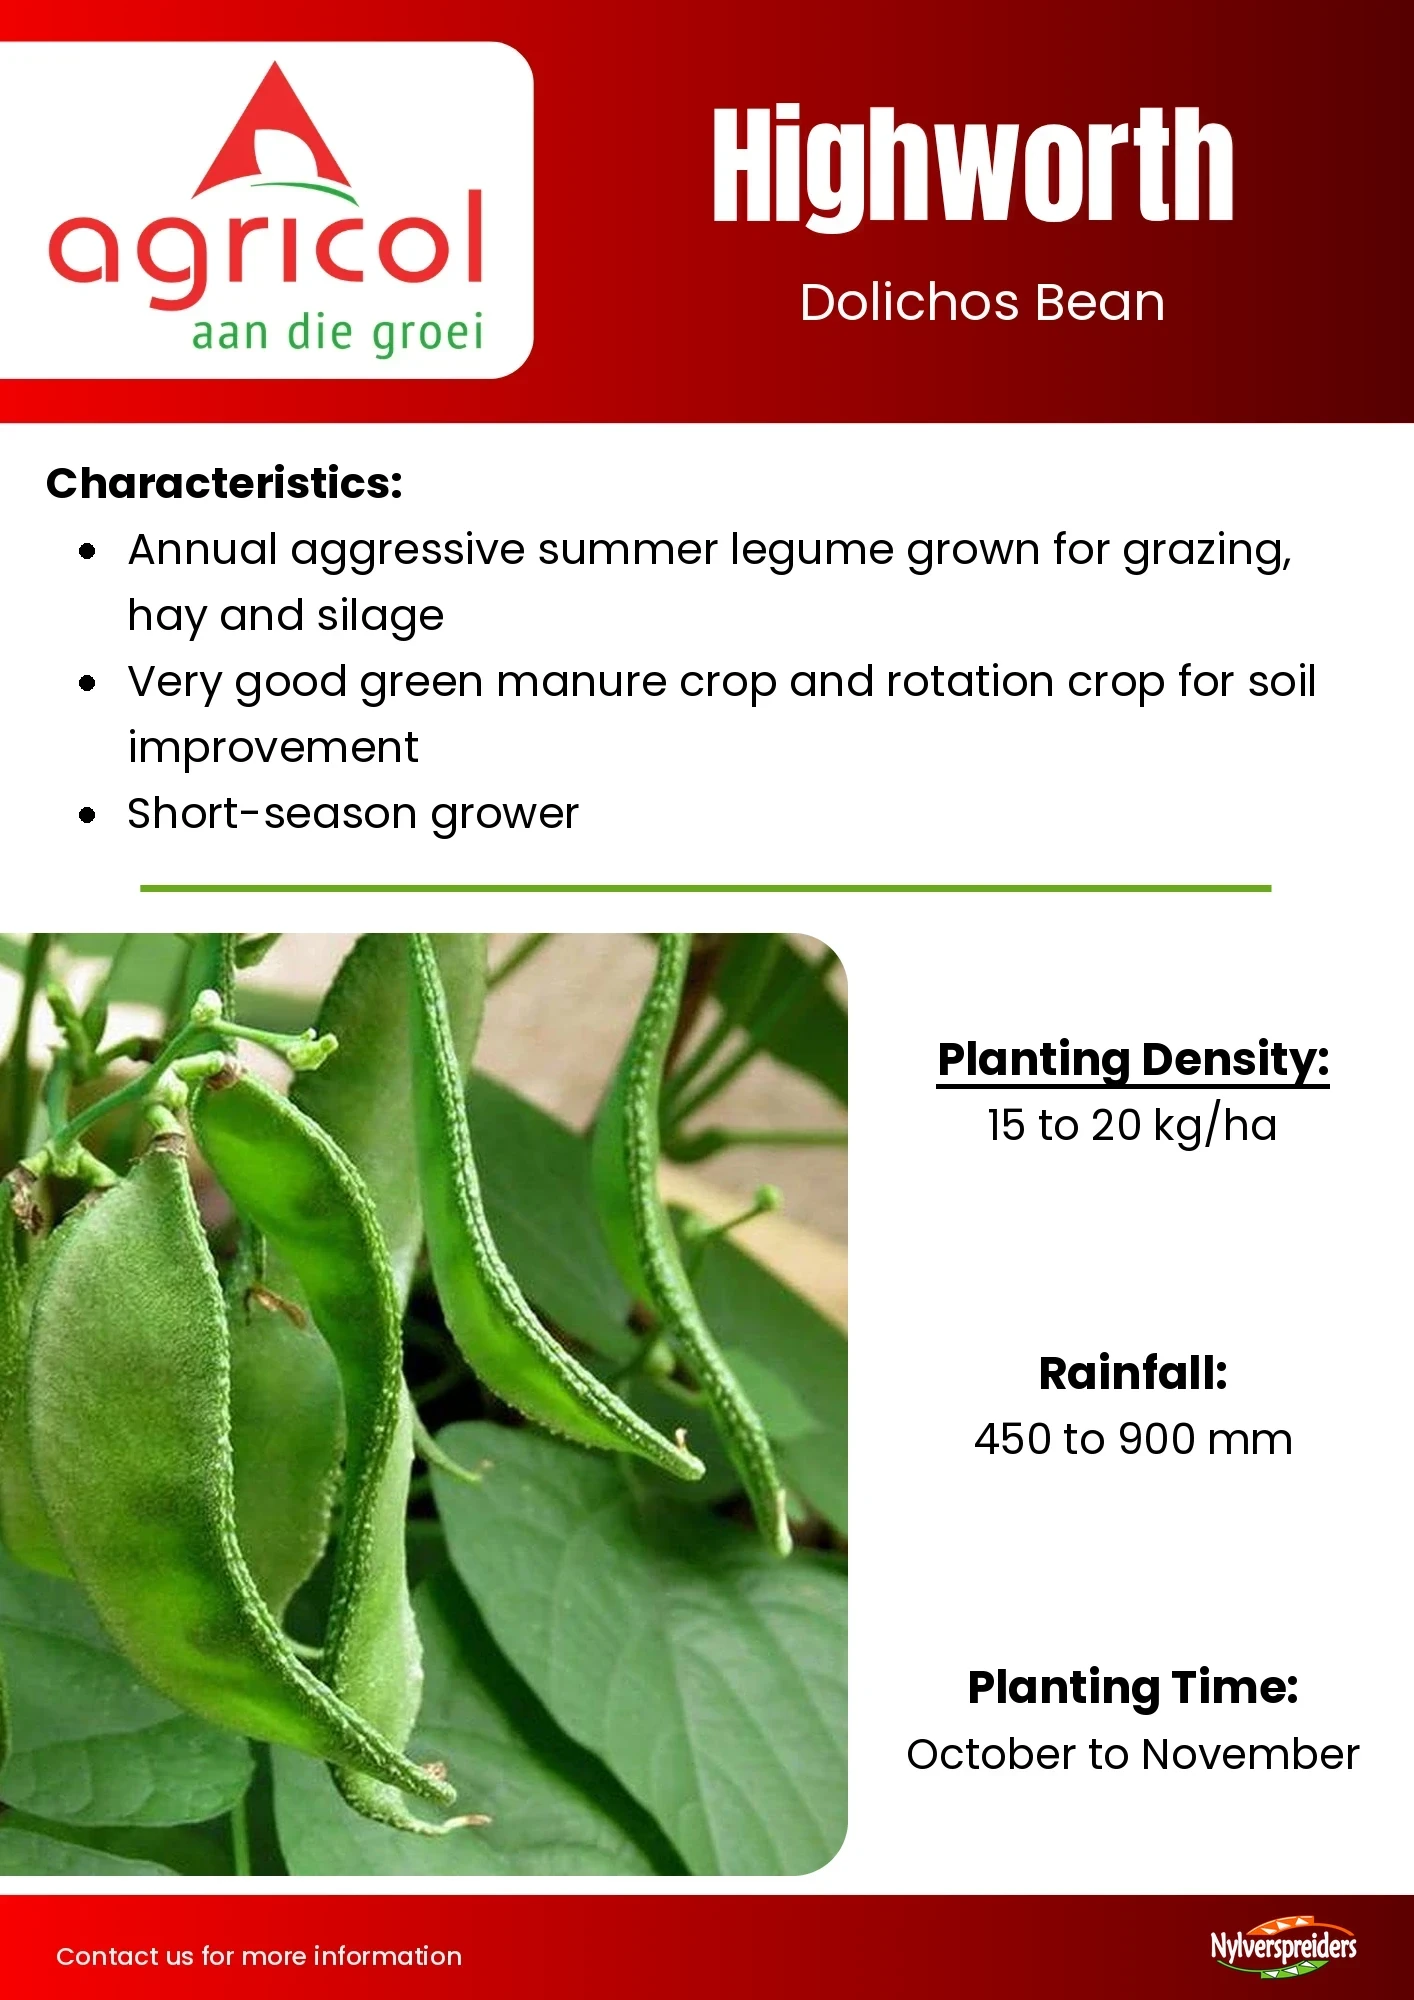 agricol
aan die groei
Highworth
Dolichos Bean
Characteristics:
• Annual aggressive summer legume grown for grazing,
hay and silage
• Very good green manure crop and rotation crop for soil
improvement
• Short-season grower
Planting Density:
15 to 20 kg/ha
Rainfall:
450 to 900 mm
Planting Time:
October to November
Contact us for more information
Nylverspreiders